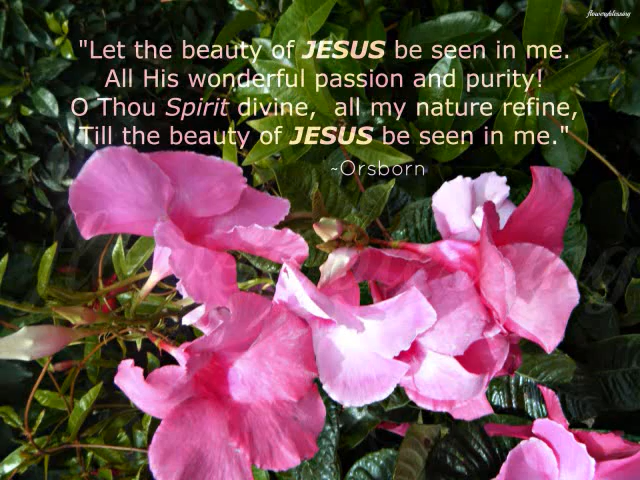 flowerysblessing
"Let the beauty of JESUS be seen in me.
All His wonderful passion and purity!
O Thou Spirit divine, all my nature refine,
Till the beauty of JESUS be seen in me."
~Orsborn